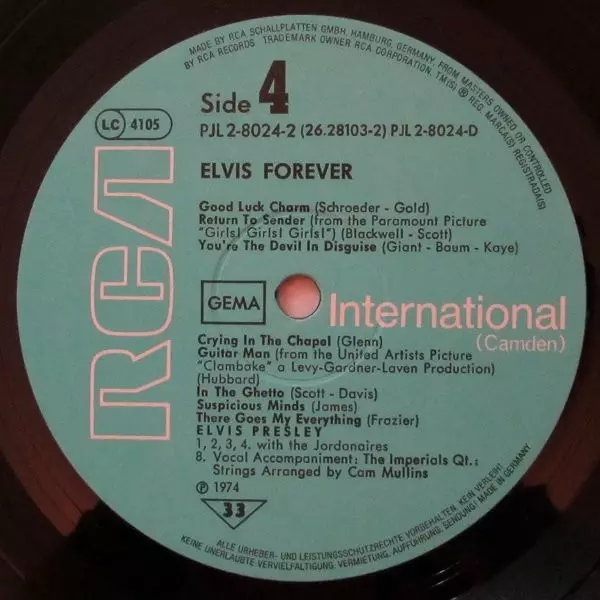 MADE BY RCA SCHALLPLATTEN GMBH, HAMBURG, GERMANY, FROM MASTERS OWNED OR CONTROLLED
BY RCA RECORDS TRADEMARK OWNER RCA CORPORATION. TM(S) ® REG. MARCA(S) REGISTRADA(S)
Side 4
LC 4105
PJL 2-8024-2 (26.28103-2) PJL 2-8024-D
ELVIS FOREVER
Good Luck Charm (Schroeder - Gold)
Return To Sender (from the Paramount Picture
"Girls! Girls! Girls!") (Blackwell - Scott)
You're The Devil In Disguise (Giant - Baum - Kaye)
RCA
GEMA
International
(Camden)
Crying In The Chapel (Glenn)
Guitar Man (from the United Artists Picture
"Clambake" a Levy-Gardner-Laven Production)
(Hubbard)
In The Ghetto (Scott - Davis)
Suspicious Minds (James)
There Goes My Everything (Frazier)
ELVIS PRESLEY
1, 2, 3, 4. with the Jordanaires
8. Vocal Accompaniment: The Imperials Qt.;
Strings Arranged by Cam Mullins
℗ 1974
33
ALLE URHEBER- UND LEISTUNGSSCHUTZRECHTE VORBEHALTEN. KEIN VERLEIH!
KEINE UNERLAUBTE VERVIELFÄLTIGUNG, VERMIETUNG, AUFFÜHRUNG, SENDUNG! MADE IN GERMANY